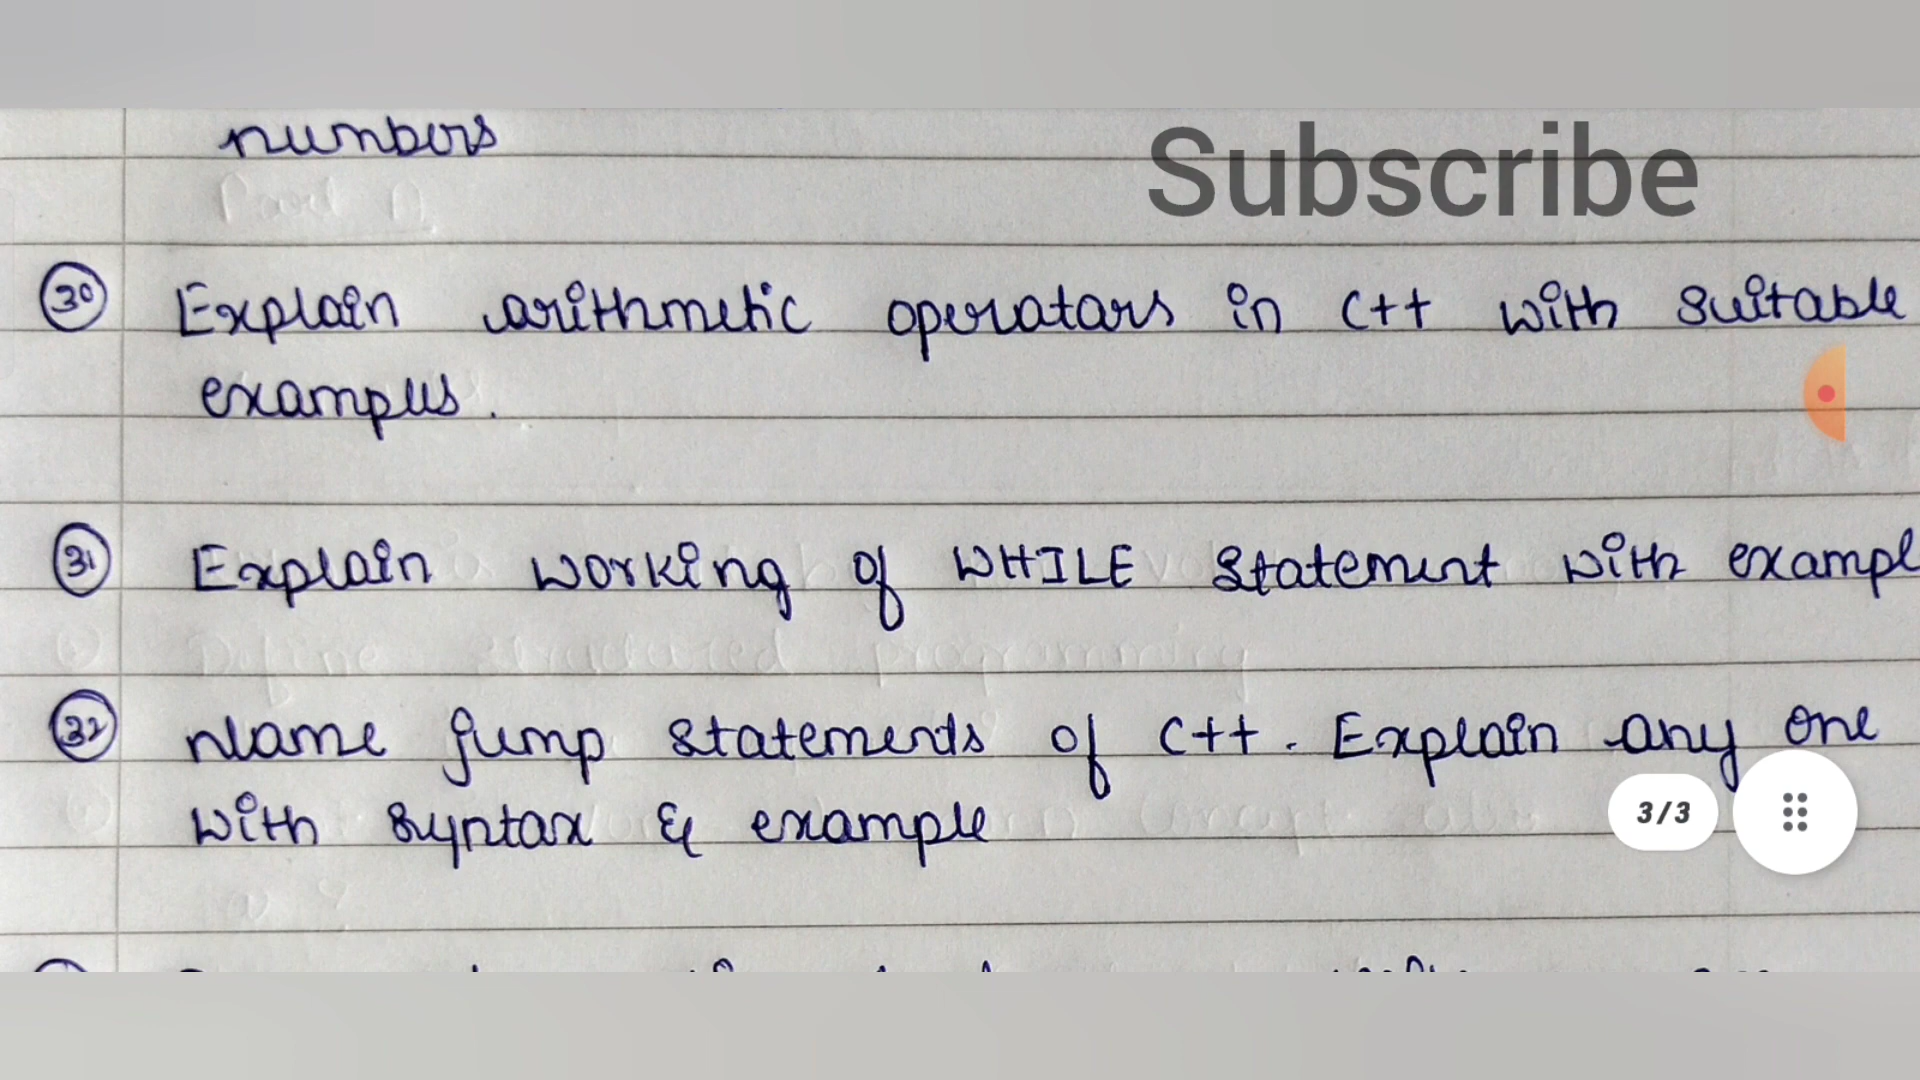 numbers
Subscribe
30 Explain arithmetic operators in C++ with suitable
examples.
31 Explain working of WHILE statement with exampl
32 Name jump statements of C++. Explain any one
with syntax & example
3/3